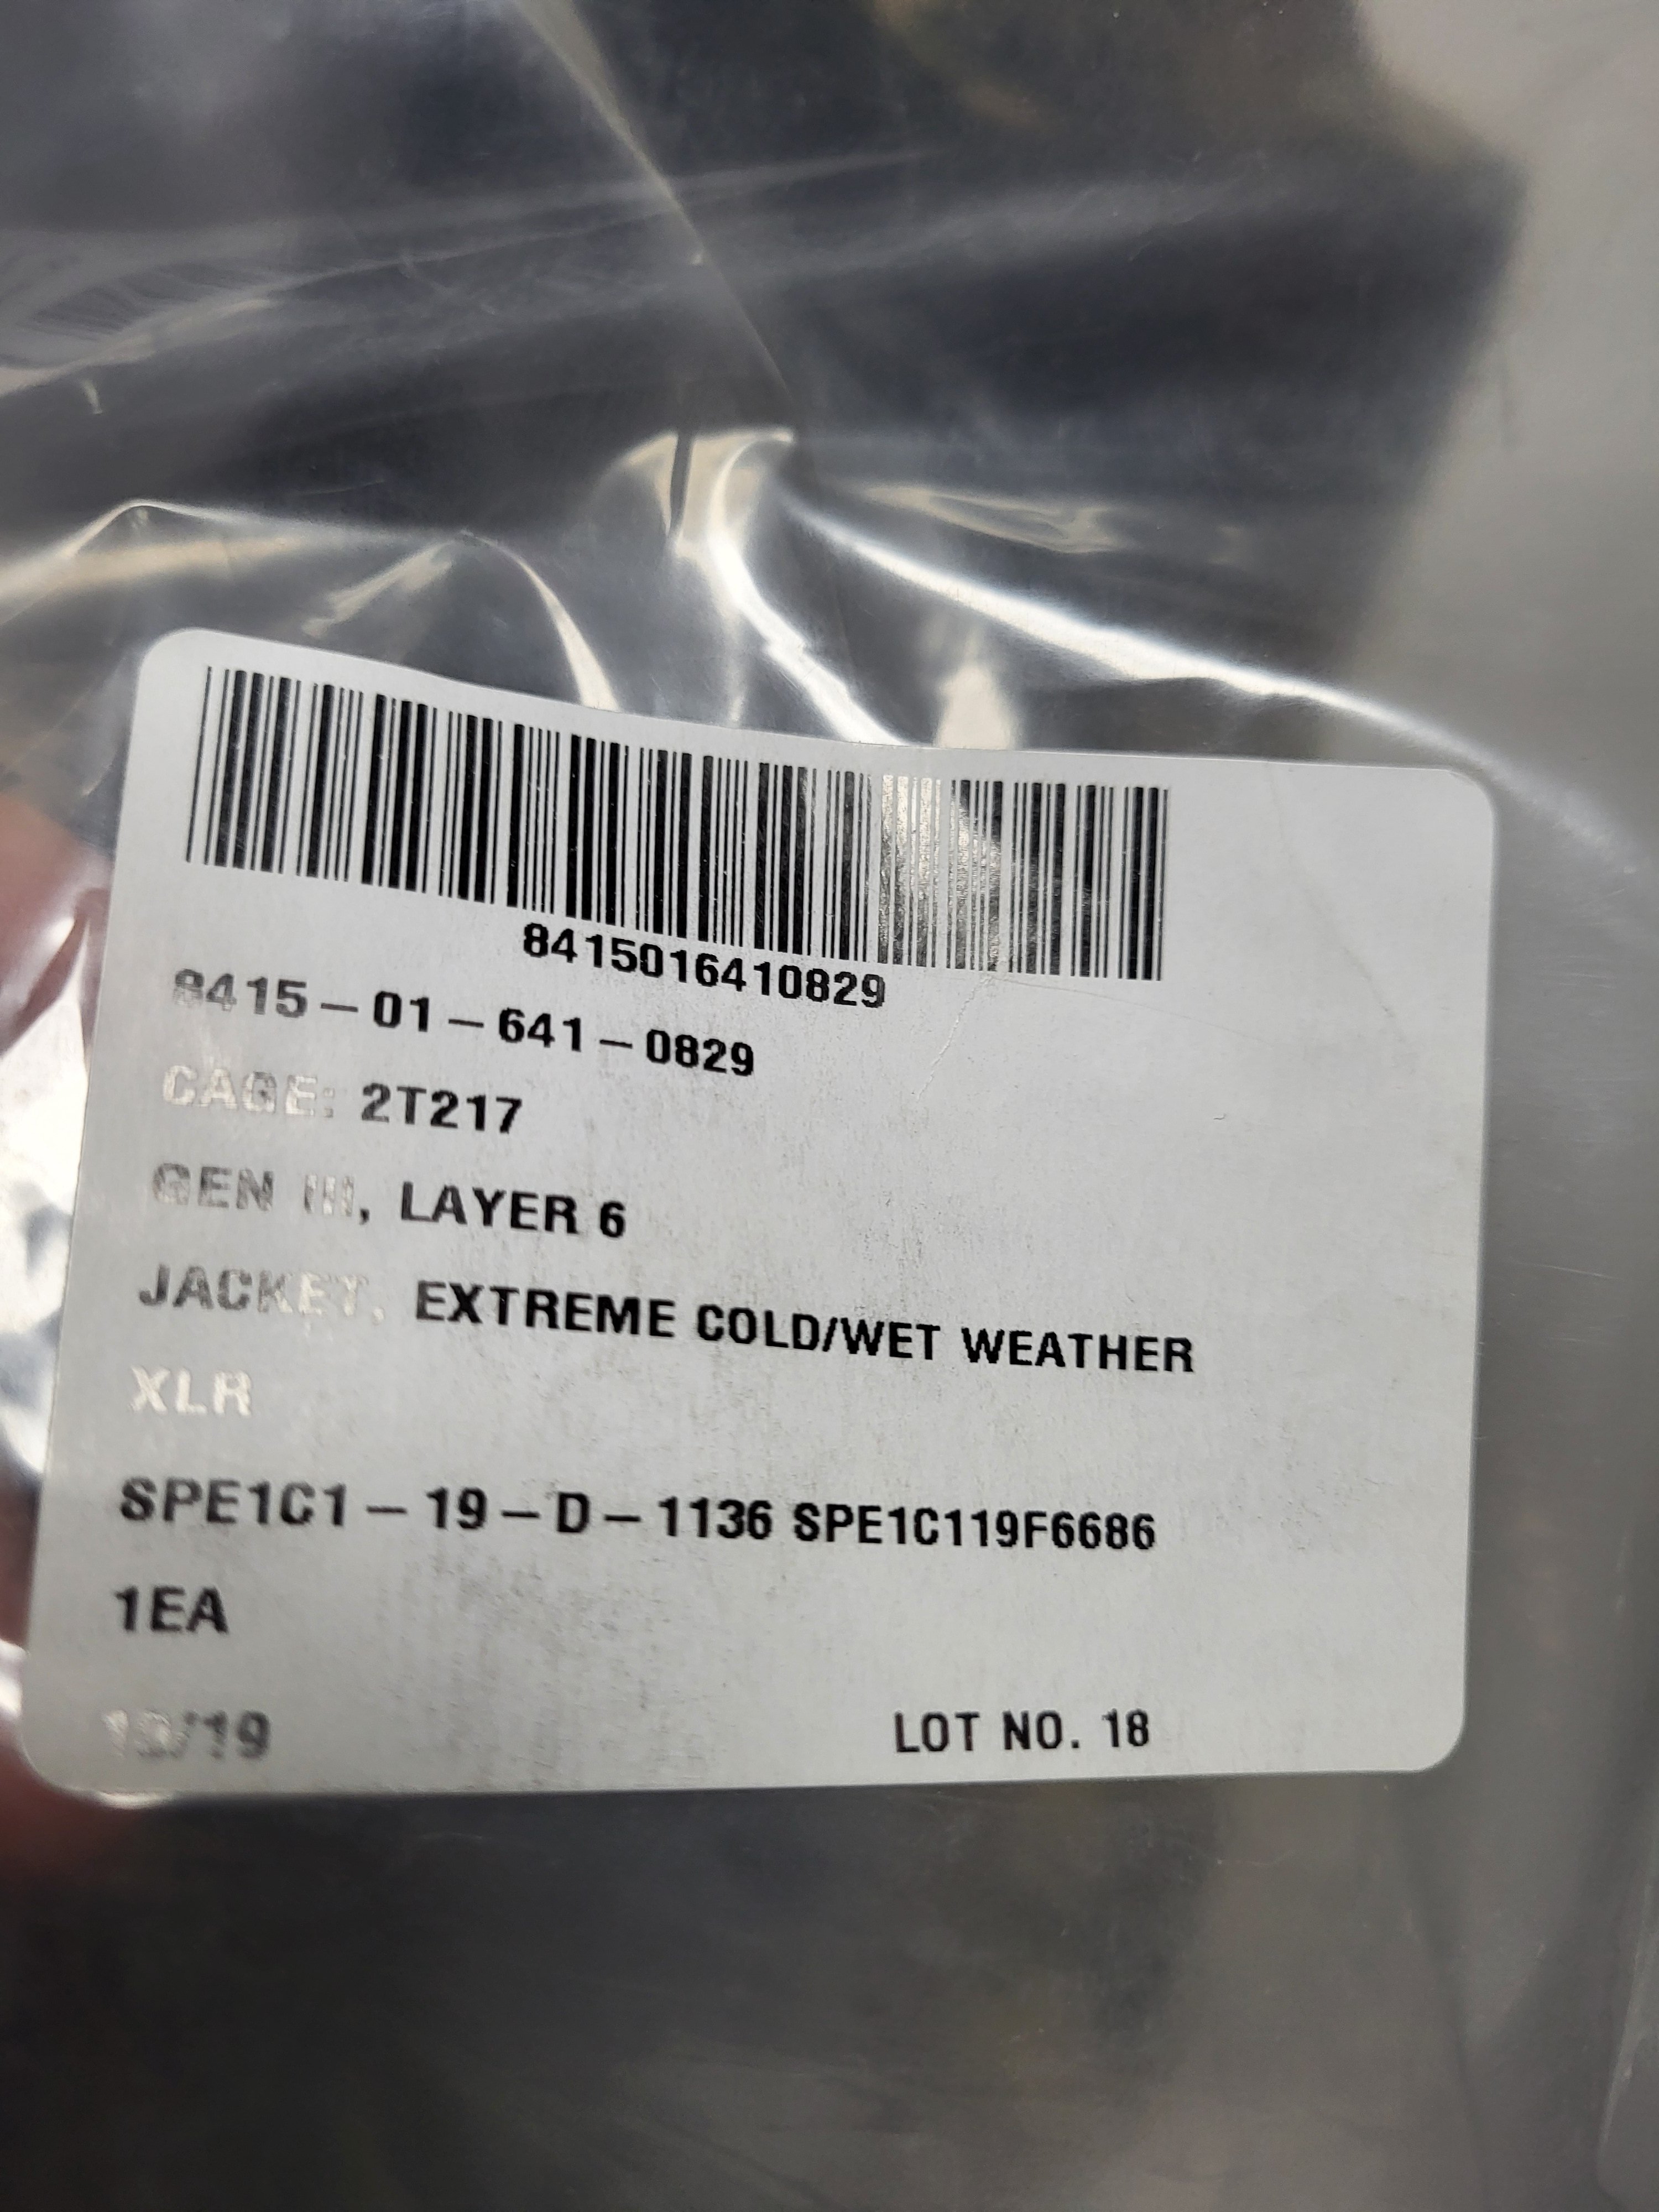 8415016410829
8415-01-641-0829
CAGE: 2T217
GEN III, LAYER 6
JACKET, EXTREME COLD/WET WEATHER
XLR
SPE1C1-19-D-1136 SPE1C119F6686
1EA
LOT NO. 18